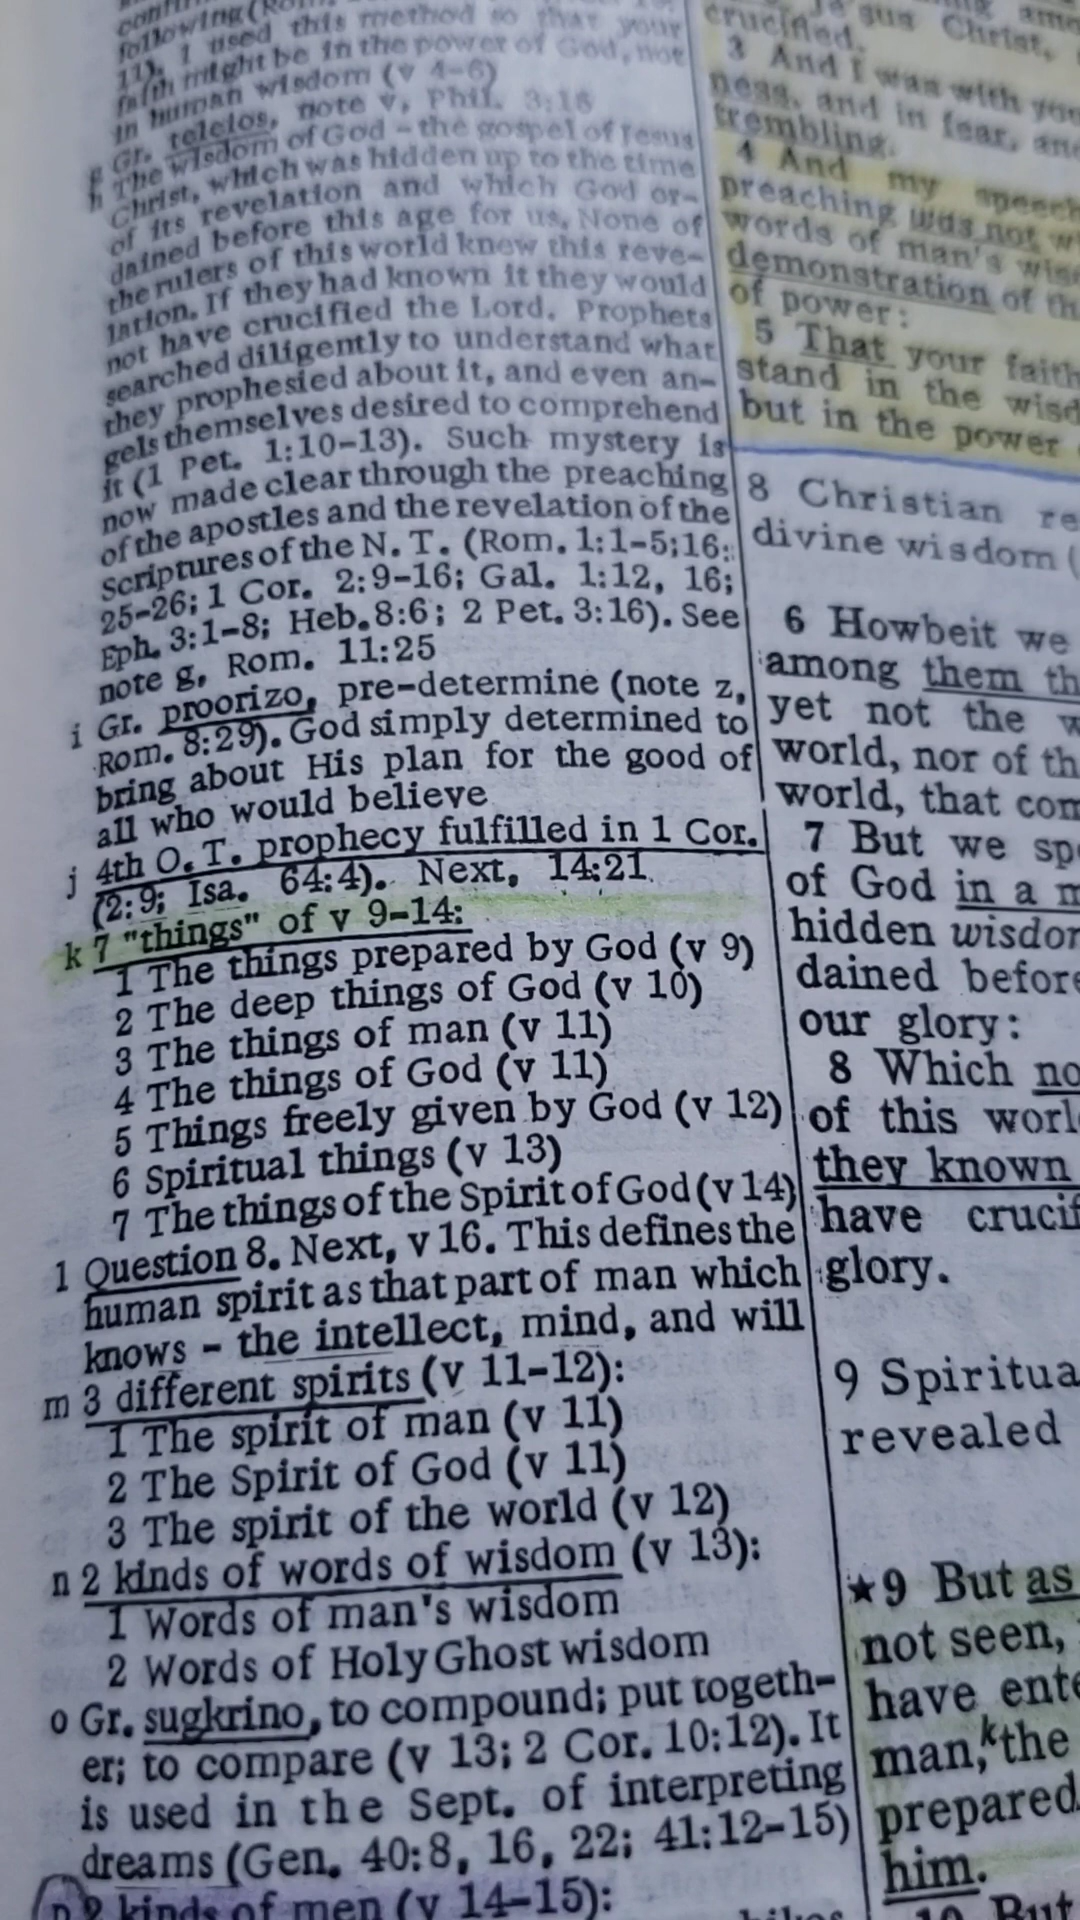 following
11). I used this method so that your
faith might be in the power of God, not
in human wisdom (v 4-6)
g Gr. teleios, note v, Phil. 3:15
h The wisdom of God - the gospel of Jesus
Christ, which was hidden up to the time
of its revelation and which God or-
dained before this age for us. None of
the rulers of this world knew this reve-
lation. If they had known it they would
not have crucified the Lord. Prophets
searched diligently to understand what
they prophesied about it, and even an-
gels themselves desired to comprehend
it (1 Pet. 1:10-13). Such mystery is
now made clear through the preaching
of the apostles and the revelation of the
Scriptures of the N. T. (Rom. 1:1-5;16:
25-26; 1 Cor. 2:9-16; Gal. 1:12, 16;
Eph. 3:1-8; Heb. 8:6; 2 Pet. 3:16). See
note g, Rom. 11:25
i Gr. proorizo, pre-determine (note z,
Rom. 8:29). God simply determined to
bring about His plan for the good of
all who would believe
j 4th O. T. prophecy fulfilled in 1 Cor.
(2:9; Isa. 64:4). Next, 14:21
k 7 "things" of v 9-14:
1 The things prepared by God (v 9)
2 The deep things of God (v 10)
3 The things of man (v 11)
4 The things of God (v 11)
5 Things freely given by God (v 12)
6 Spiritual things (v 13)
7 The things of the Spirit of God (v 14)
l Question 8. Next, v 16. This defines the
human spirit as that part of man which
knows - the intellect, mind, and will
m 3 different spirits (v 11-12):
1 The spirit of man (v 11)
2 The Spirit of God (v 11)
3 The spirit of the world (v 12)
n 2 kinds of words of wisdom (v 13):
1 Words of man's wisdom
2 Words of Holy Ghost wisdom
o Gr. sugkrino, to compound; put togeth-
er; to compare (v 13; 2 Cor. 10:12). It
is used in the Sept. of interpreting
dreams (Gen. 40:8, 16, 22; 41:12-15)
p 2 kinds of men (v 14-15):
Christ,
crucified.
3 And I was with you
ness, and in fear, and
trembling.
4 And my speech
preaching was not
words of man's
demonstration of
of power:
5 That your faith
stand in the
but in the power
8 Christian
divine wisdom (
6 Howbeit we
among them
yet not the
world, nor of
world, that
7 But we
of God in a
hidden
dained before
our glory:
8 Which
of this
they known
have
glory.
9
revealed
★9 But as
not seen,
have
man,k the
prepared
him.
10 But